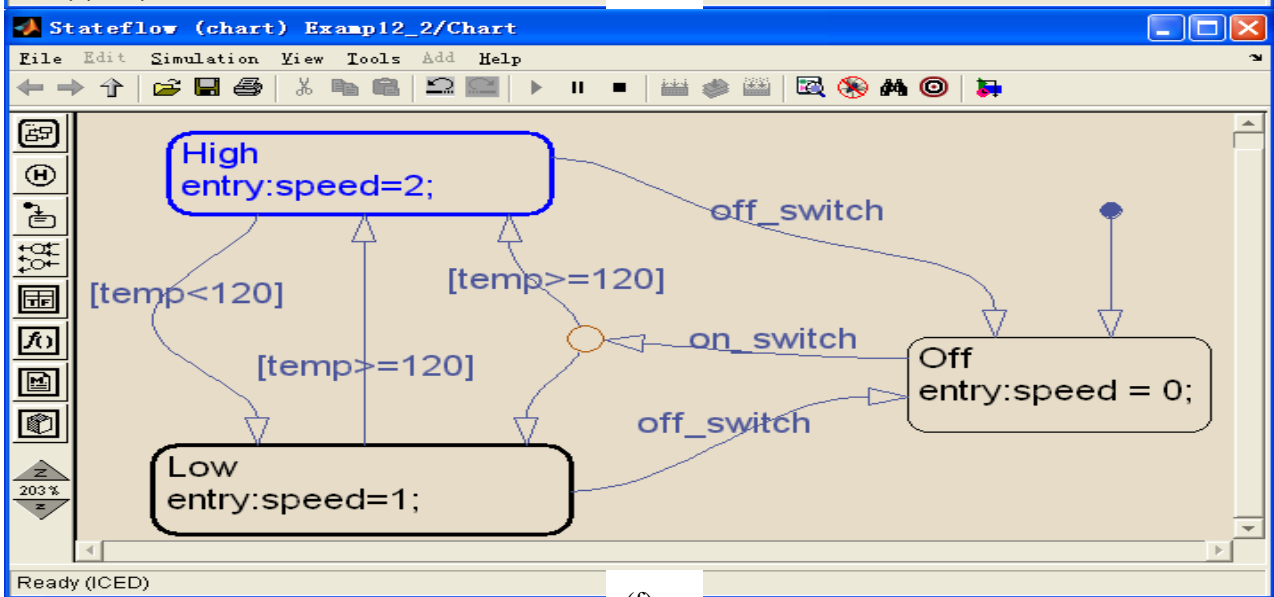 Stateflow (chart) Examp12_2/Chart
File Edit Simulation View Tools Add Help
High
entry:speed=2;
off_switch
[temp<120]
[temp>=120]
[temp>=120]
on_switch
Off
entry:speed = 0;
off_switch
Low
entry:speed=1;
203%
Ready (ICED)